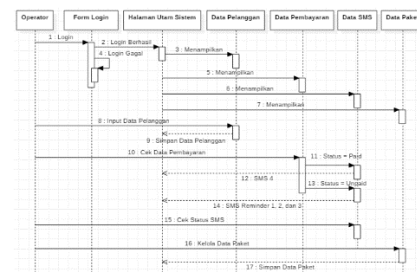 Operator
Form Login
Halaman Utam Sistem
Data Pelanggan
Data Pembayaran
Data SMS
Data Paket
1 : Login
2 : Login Berhasil
3 : Menampilkan
4 : Login Gagal
5 : Menampilkan
6 : Menampilkan
7 : Menampilkan
8 : Input Data Pelanggan
9 : Simpan Data Pelanggan
10 : Cek Data Pembayaran
11 : Status = Paid
12 : SMS 4
13 : Status = Unpaid
14 : SMS Reminder 1, 2, dan 3
15 : Cek Status SMS
16 : Kelola Data Paket
17 : Simpan Data Paket